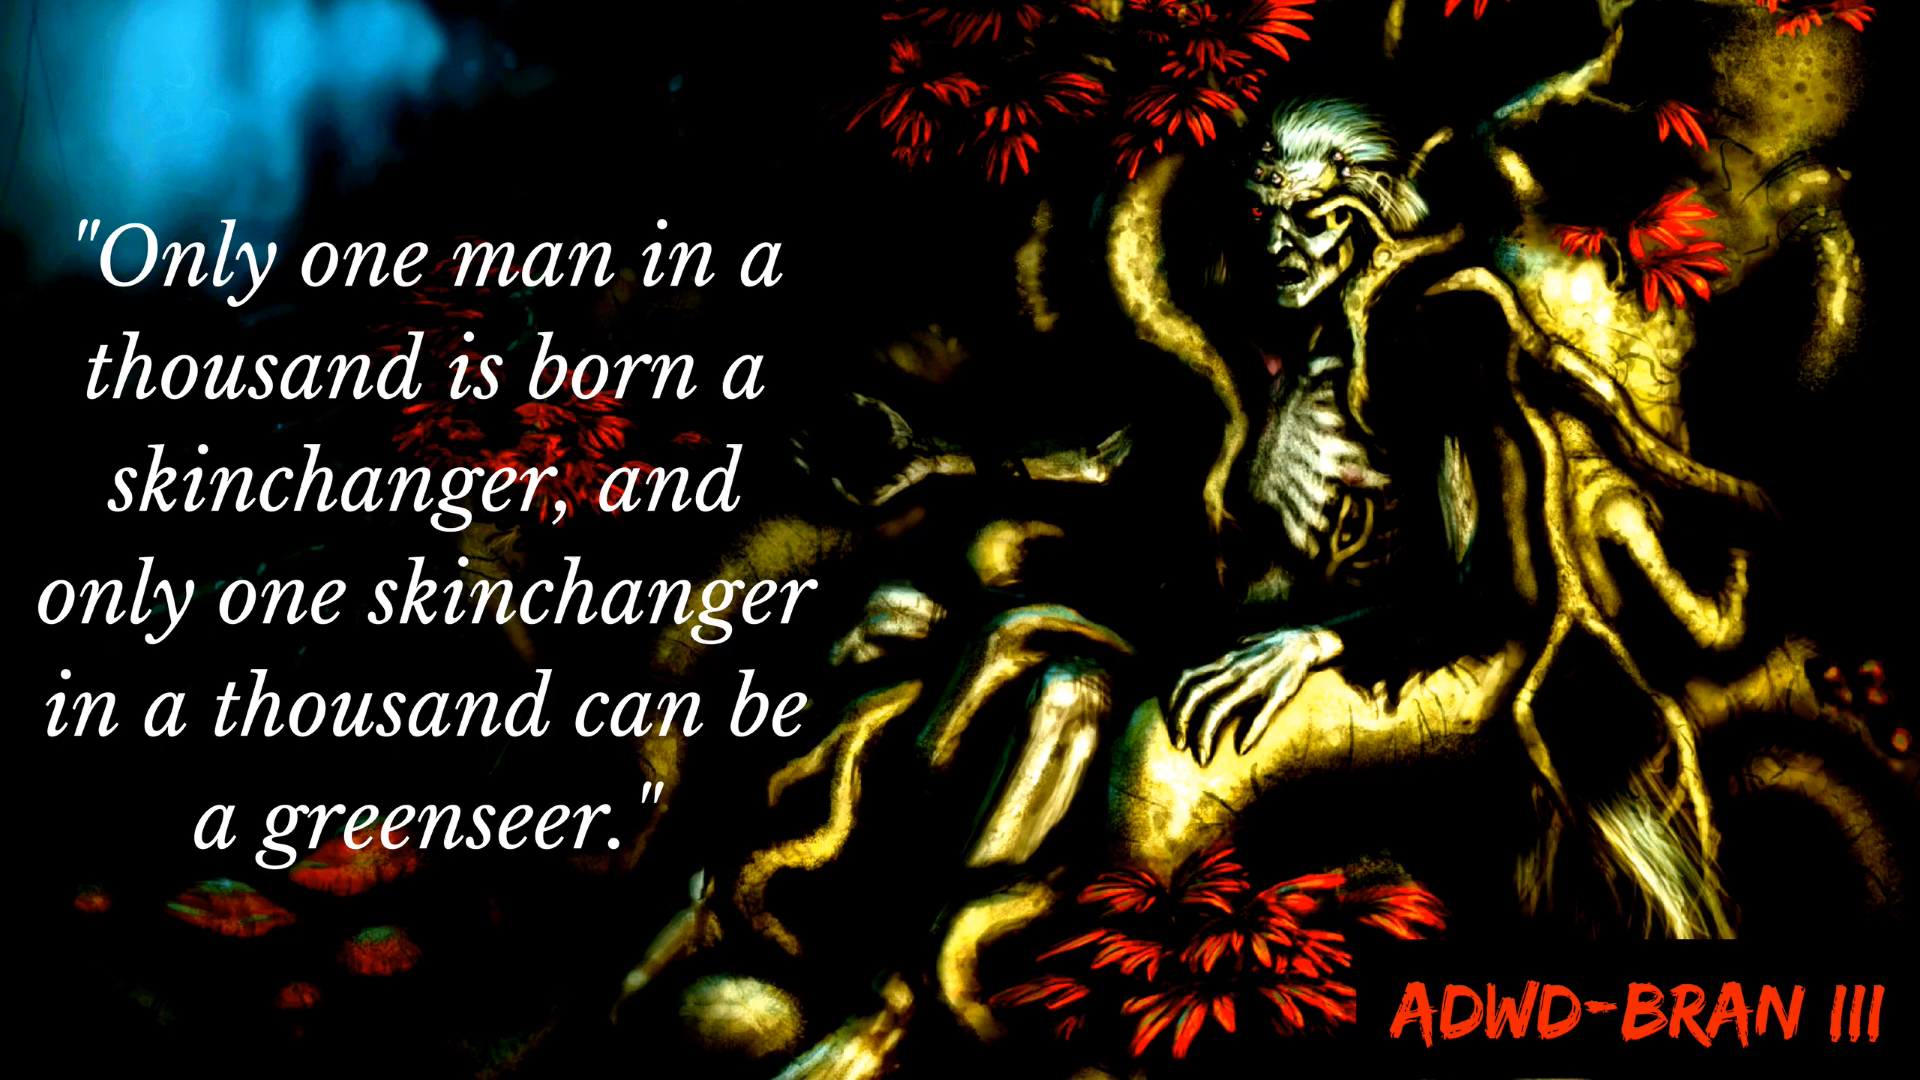 "Only one man in a
thousand is born a
skinchanger, and
only one skinchanger
in a thousand can be
a greenseer."
ADWD-BRAN III